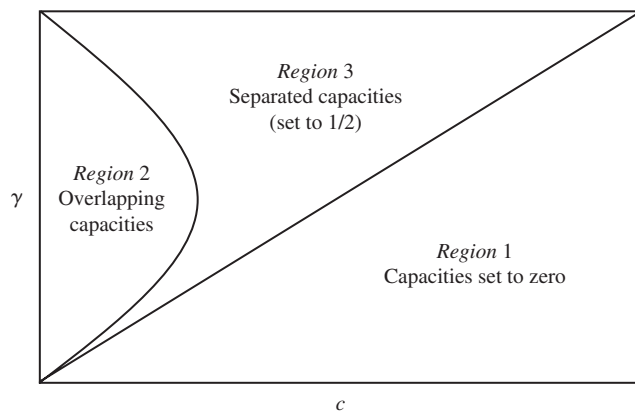 Region 3
Separated capacities
(set to 1/2)
Region 2
Overlapping
capacities
γ
Region 1
Capacities set to zero
c